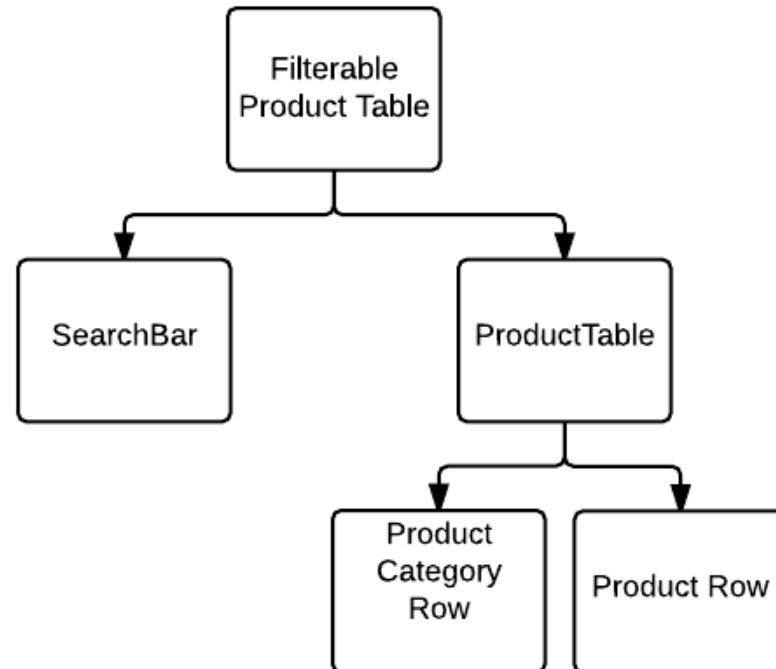 Filterable
Product Table
SearchBar
ProductTable
Product
Category
Row
Product Row